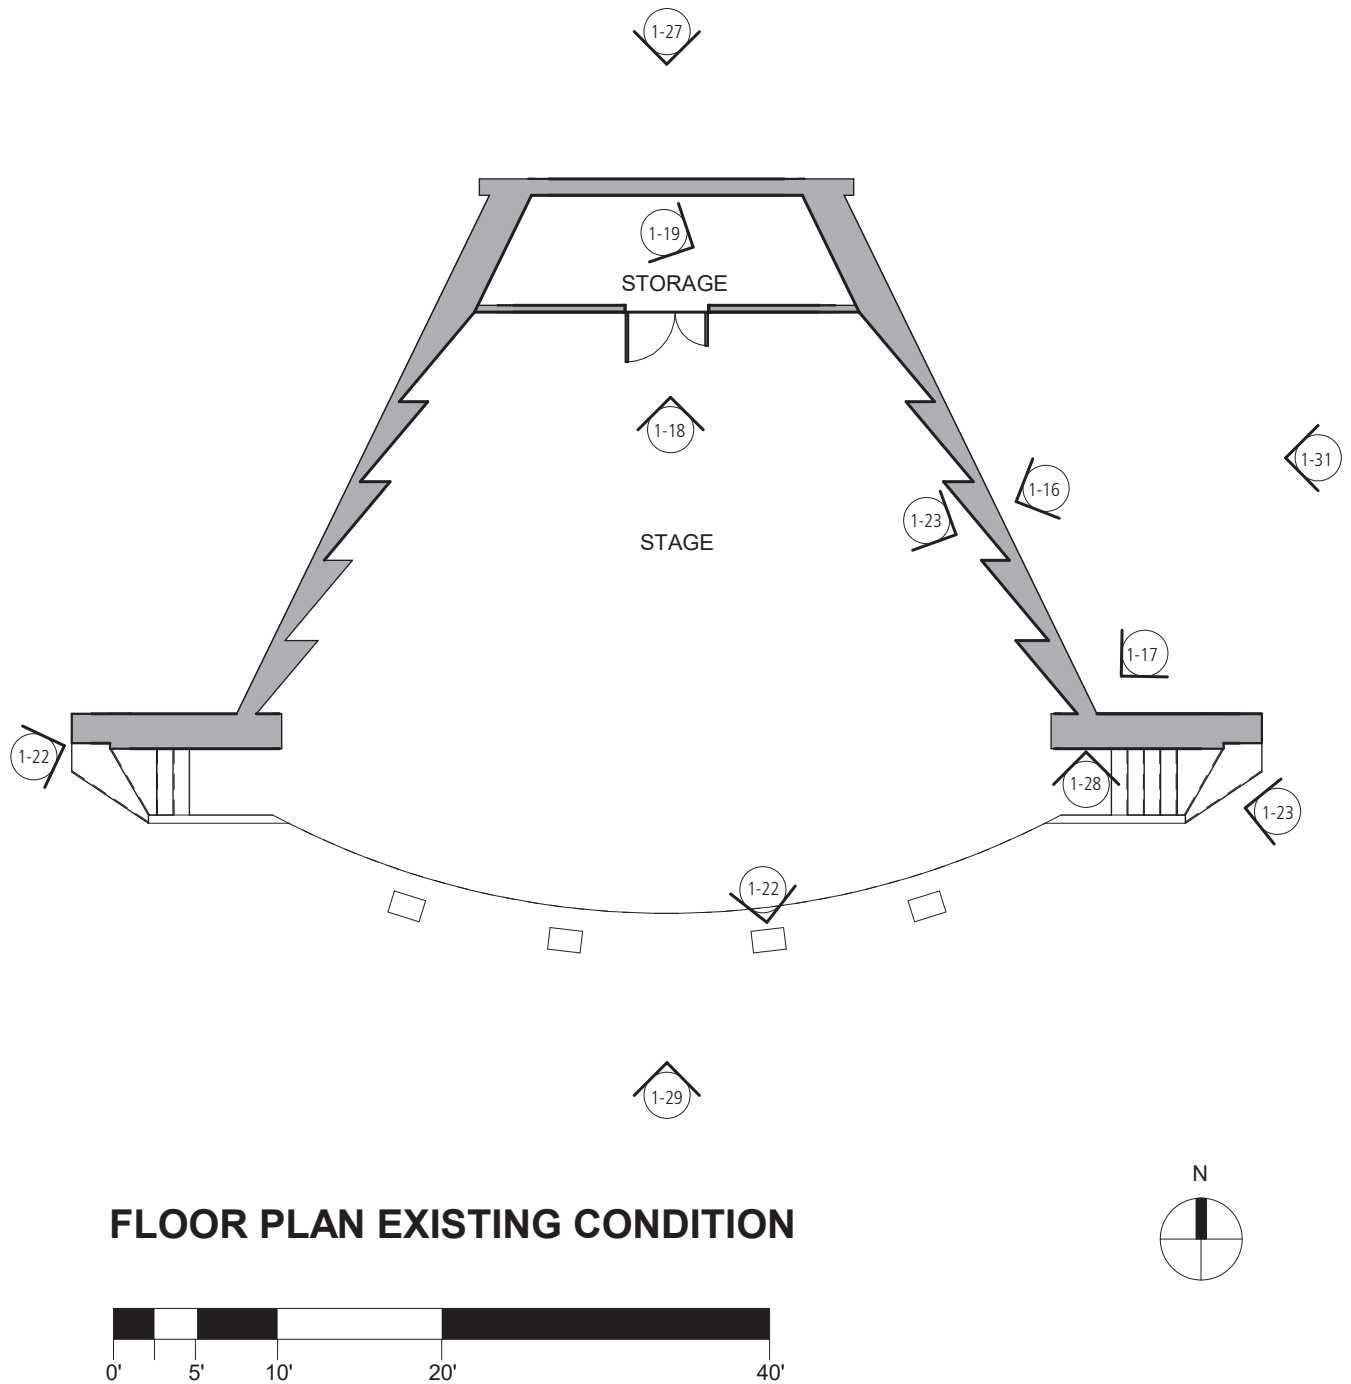 1-27
1-19
STORAGE
1-18
1-31
1-16
1-23
STAGE
1-17
1-22
1-28
1-23
1-22
1-29
N
FLOOR PLAN EXISTING CONDITION
0' 5' 10' 20' 40'